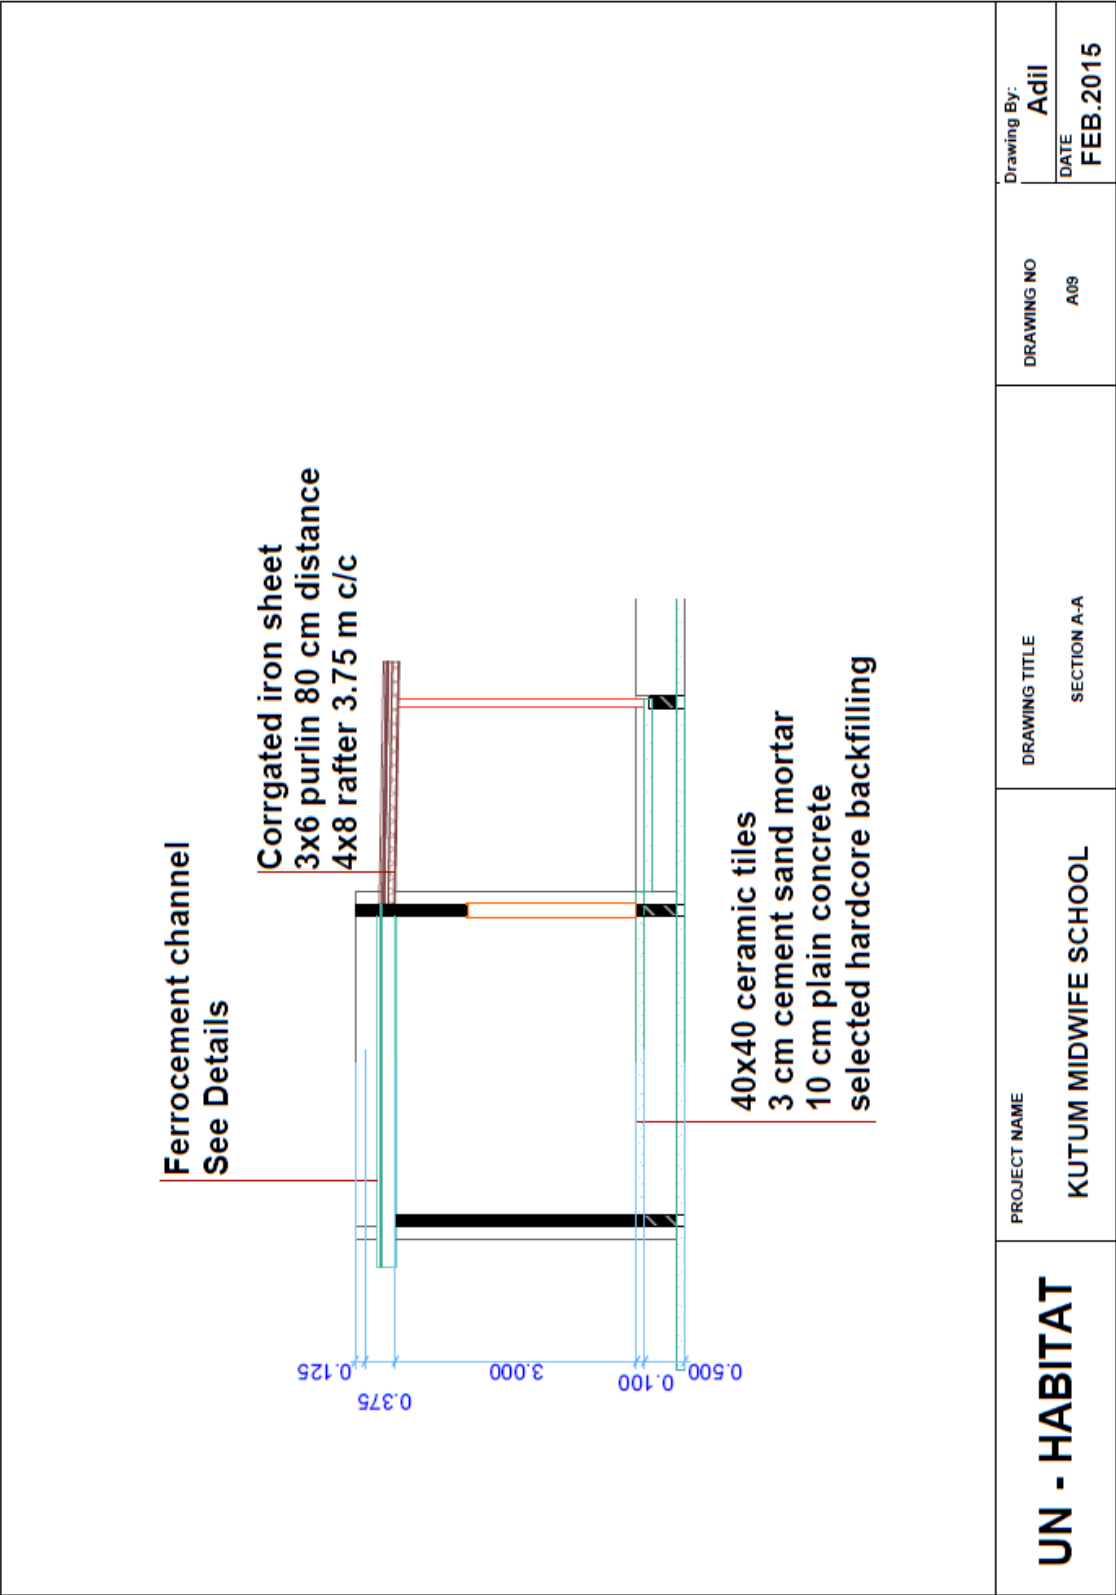 Ferrocement channel
See Details
Corrgated iron sheet
3x6 purlin 80 cm distance
4x8 rafter 3.75 m c/c
0.125
0.375
3.000
0.100
0.500
40x40 ceramic tiles
3 cm cement sand mortar
10 cm plain concrete
selected hardcore backfilling
UN - HABITAT
PROJECT NAME
KUTUM MIDWIFE SCHOOL
DRAWING TITLE
SECTION A-A
DRAWING NO
A09
Drawing By:
Adil
DATE
FEB.2015